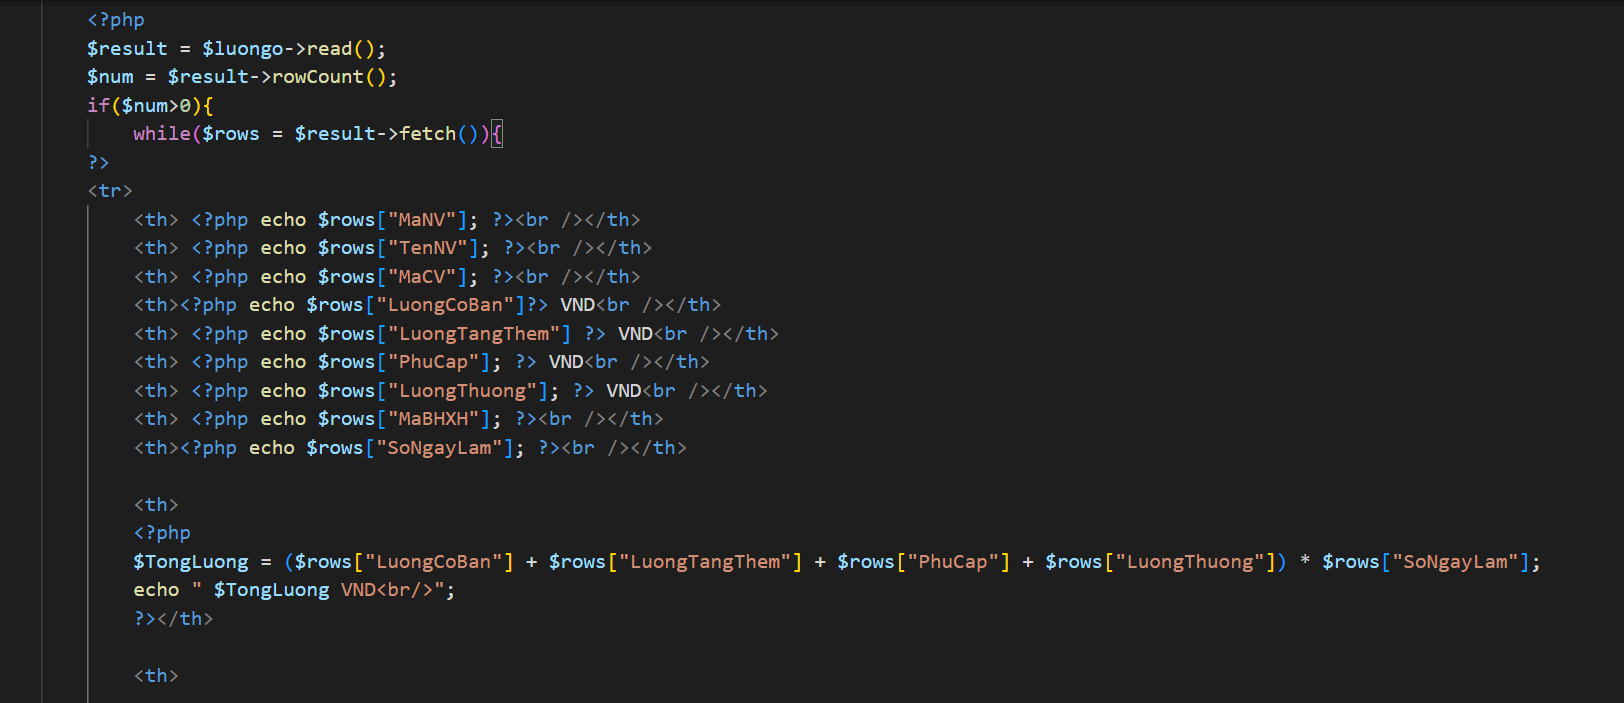 <?php
$result = $luongo->read();
$num = $result->rowCount();
if($num>0){
    while($rows = $result->fetch()){
?>
<tr>
    <th> <?php echo $rows["MaNV"]; ?><br /></th>
    <th> <?php echo $rows["TenNV"]; ?><br /></th>
    <th> <?php echo $rows["MaCV"]; ?><br /></th>
    <th><?php echo $rows["LuongCoBan"]?> VND<br /></th>
    <th> <?php echo $rows["LuongTangThem"] ?> VND<br /></th>
    <th> <?php echo $rows["PhuCap"]; ?> VND<br /></th>
    <th> <?php echo $rows["LuongThuong"]; ?> VND<br /></th>
    <th> <?php echo $rows["MaBHXH"]; ?><br /></th>
    <th><?php echo $rows["SoNgayLam"]; ?><br /></th>

    <th>
    <?php
    $TongLuong = ($rows["LuongCoBan"] + $rows["LuongTangThem"] + $rows["PhuCap"] + $rows["LuongThuong"]) * $rows["SoNgayLam"];
    echo " $TongLuong VND<br/>";
    ?></th>

    <th>